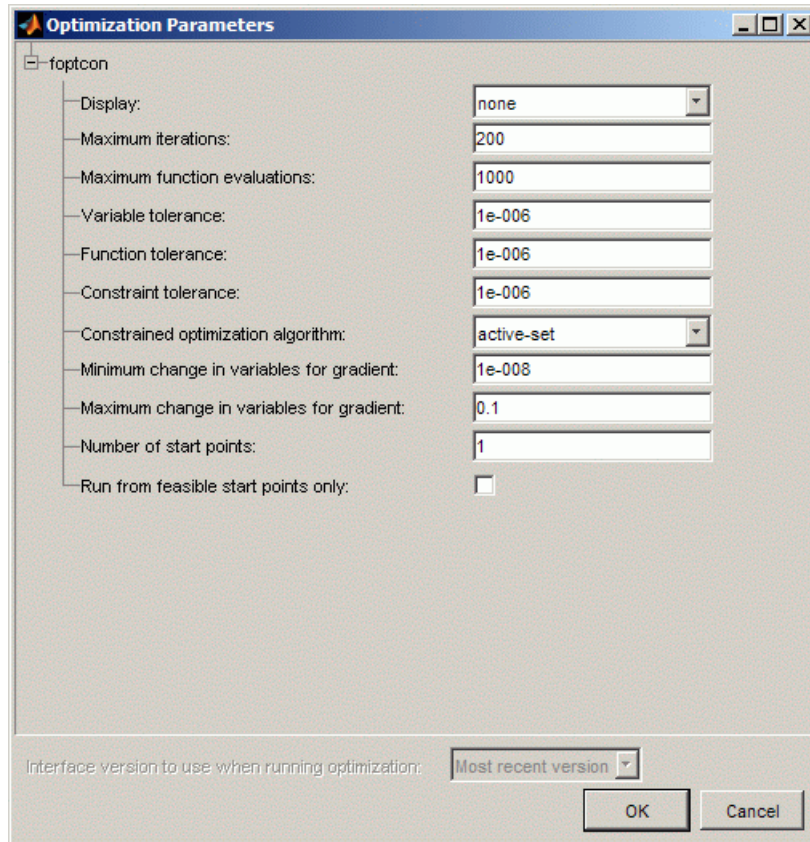 Optimization Parameters
foptcon
Display: none
Maximum iterations: 200
Maximum function evaluations: 1000
Variable tolerance: 1e-006
Function tolerance: 1e-006
Constraint tolerance: 1e-006
Constrained optimization algorithm: active-set
Minimum change in variables for gradient: 1e-008
Maximum change in variables for gradient: 0.1
Number of start points: 1
Run from feasible start points only:
Interface version to use when running optimization: Most recent version
OK Cancel